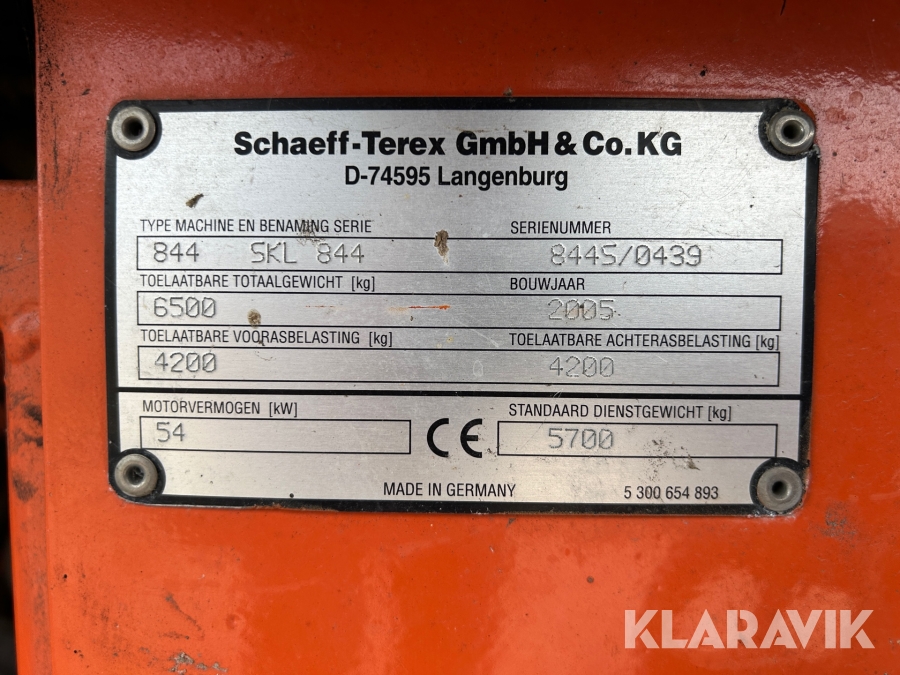 Schaeff-Terex GmbH & Co. KG
D-74595 Langenburg
TYPE MACHINE EN BENAMING SERIE SERIENUMMER
844 SKL 844 844S/0439
TOELAATBARE TOTAALGEWICHT [kg] BOUWJAAR
6500 2005
TOELAATBARE VOORASBELASTING [kg] TOELAATBARE ACHTERASBELASTING [kg]
4200 4200
MOTORVERMOGEN [kW] STANDAARD DIENSTGEWICHT [kg]
54 CE 5700
MADE IN GERMANY 5 300 654 893
KLARAVIK